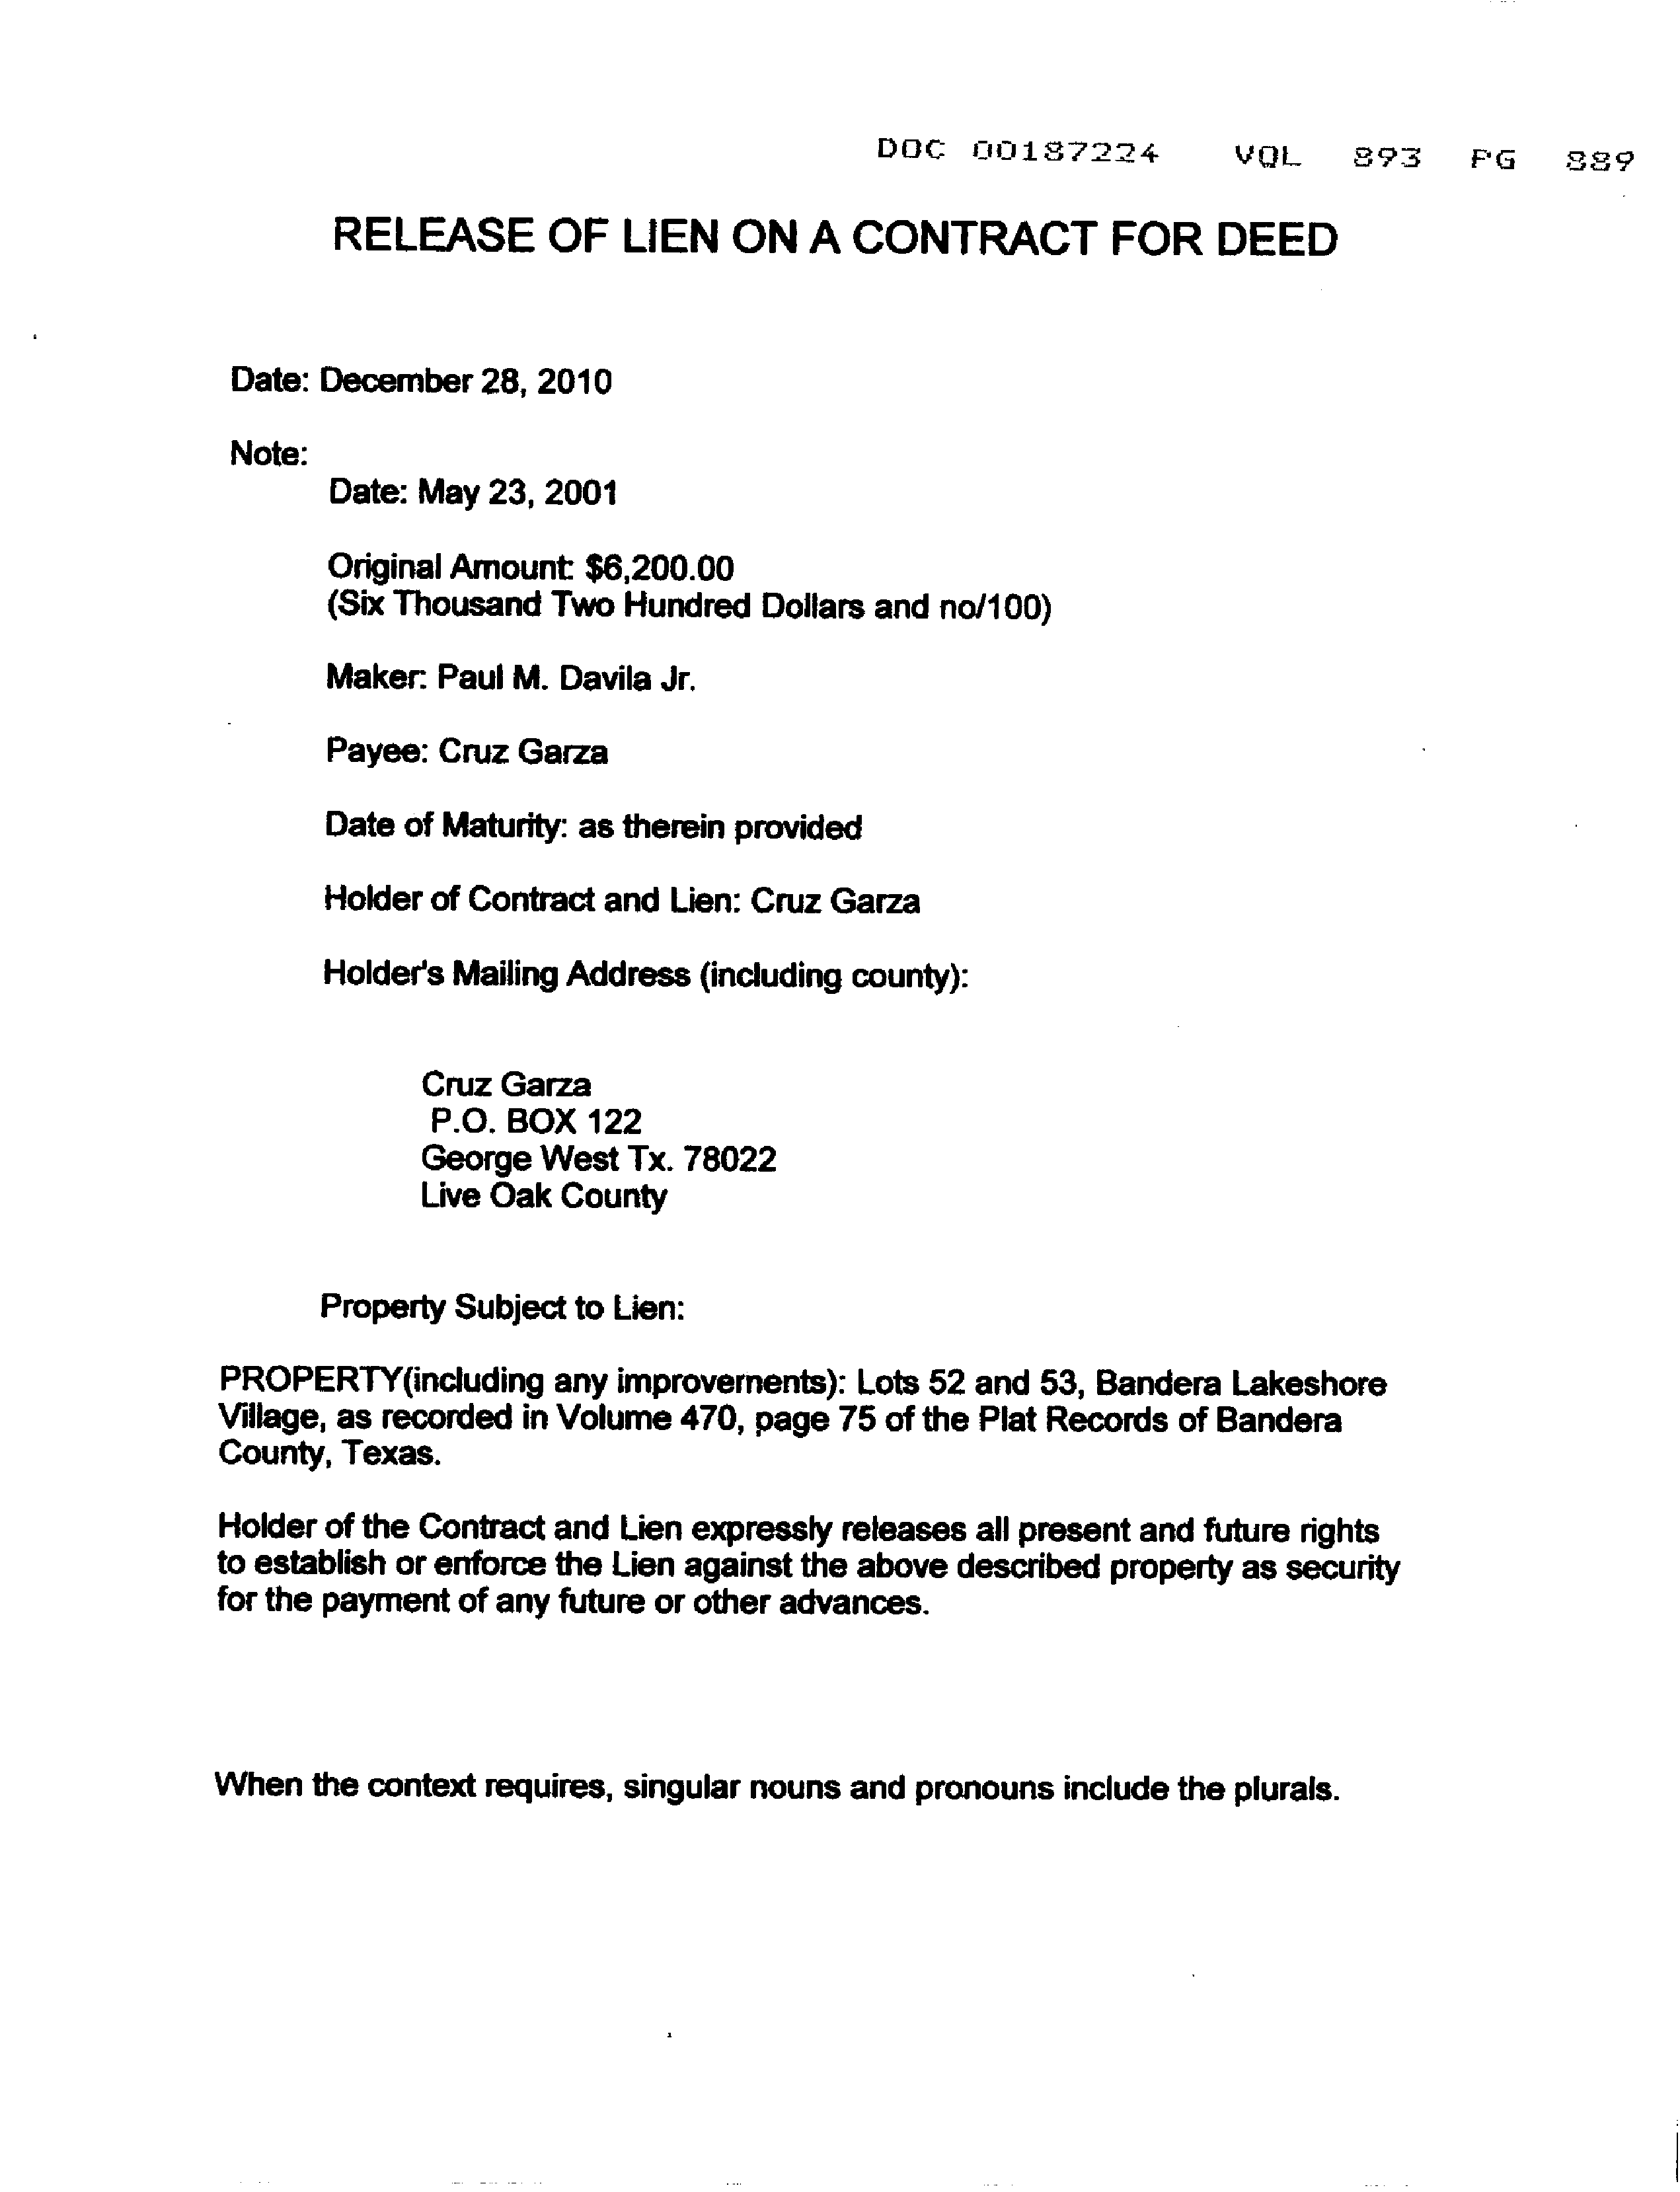 DOC 00187224 VOL 893 PG 889
RELEASE OF LIEN ON A CONTRACT FOR DEED
Date: December 28, 2010
Note:
Date: May 23, 2001
Original Amount: $6,200.00
(Six Thousand Two Hundred Dollars and no/100)
Maker: Paul M. Davila Jr.
Payee: Cruz Garza
Date of Maturity: as therein provided
Holder of Contract and Lien: Cruz Garza
Holder's Mailing Address (including county):
Cruz Garza
P.O. BOX 122
George West Tx. 78022
Live Oak County
Property Subject to Lien:
PROPERTY(including any improvements): Lots 52 and 53, Bandera Lakeshore
Village, as recorded in Volume 470, page 75 of the Plat Records of Bandera
County, Texas.
Holder of the Contract and Lien expressly releases all present and future rights
to establish or enforce the Lien against the above described property as security
for the payment of any future or other advances.
When the context requires, singular nouns and pronouns include the plurals.